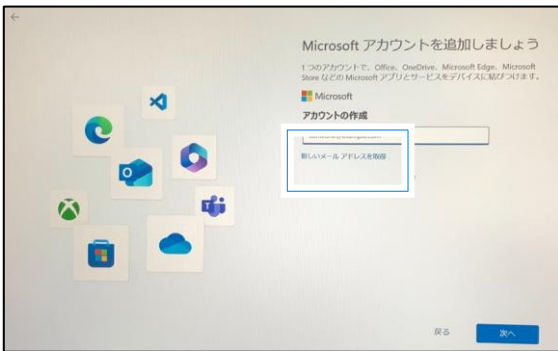 Microsoft アカウントを追加しましょう
1 つのアカウントで、Office、OneDrive、Microsoft Edge、Microsoft
Store などの Microsoft アプリとサービスをデバイスに結びつけます。
Microsoft
アカウントの作成
新しいメール アドレスを取得
戻る
次へ